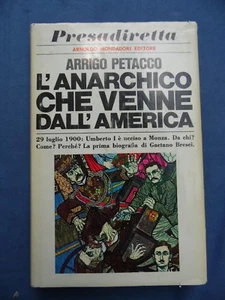 Presadiretta
ARNOLDO MONDADORI EDITORE
ARRIGO PETACCO
L'ANARCHICO
CHE VENNE
DALL'AMERICA
29 luglio 1900: Umberto I è ucciso a Monza. Da chi?
Come? Perché? La prima biografia di Gaetano Bresci.